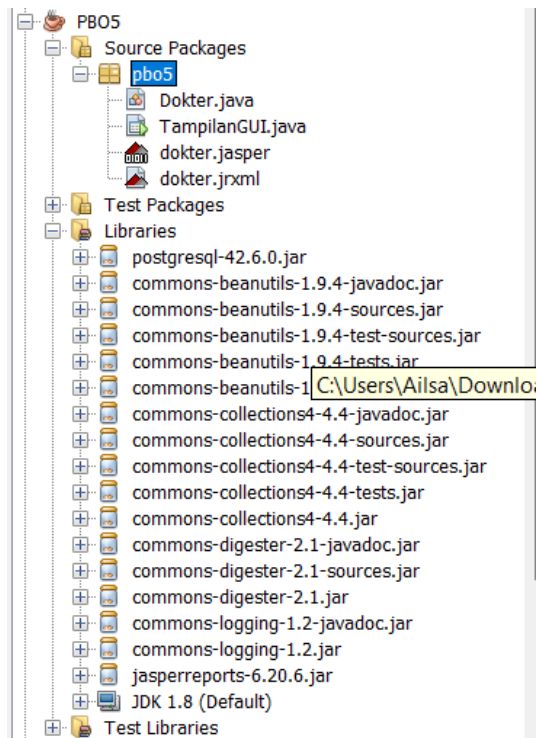 PBO5
Source Packages
pbo5
Dokter.java
TampilanGUI.java
dokter.jasper
dokter.jrxml
Test Packages
Libraries
postgresql-42.6.0.jar
commons-beanutils-1.9.4-javadoc.jar
commons-beanutils-1.9.4-sources.jar
commons-beanutils-1.9.4-test-sources.jar
commons-beanutils-1.9.4-tests.jar
commons-beanutils-1 C:\Users\Ailsa\Downloa
commons-collections4-4.4-javadoc.jar
commons-collections4-4.4-sources.jar
commons-collections4-4.4-test-sources.jar
commons-collections4-4.4-tests.jar
commons-collections4-4.4.jar
commons-digester-2.1-javadoc.jar
commons-digester-2.1-sources.jar
commons-digester-2.1.jar
commons-logging-1.2-javadoc.jar
commons-logging-1.2.jar
jasperreports-6.20.6.jar
JDK 1.8 (Default)
Test Libraries